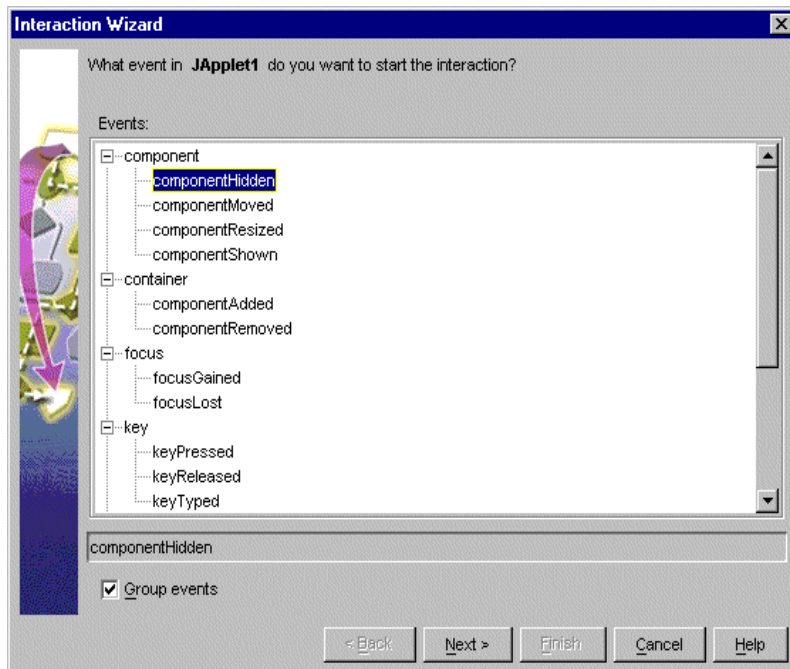 Interaction Wizard
What event in JApplet1 do you want to start the interaction?
Events:
component
componentHidden
componentMoved
componentResized
componentShown
container
componentAdded
componentRemoved
focus
focusGained
focusLost
key
keyPressed
keyReleased
keyTyped
componentHidden
Group events
< Back Next > Finish Cancel Help